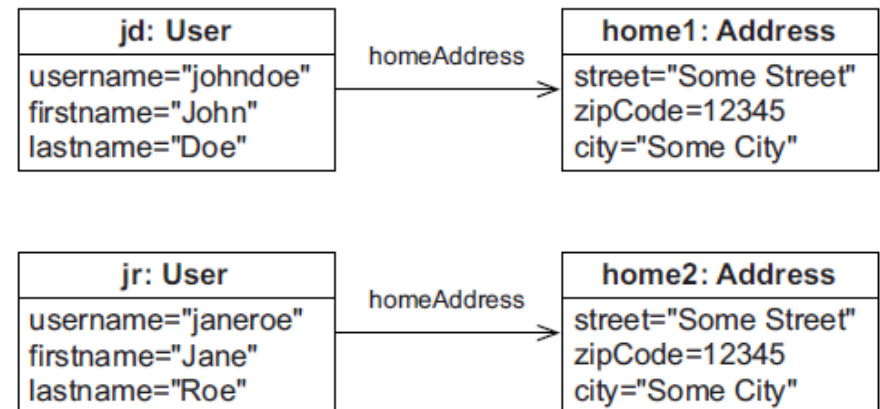 jd: User
username="johndoe"
firstname="John"
lastname="Doe"
homeAddress
home1: Address
street="Some Street"
zipCode=12345
city="Some City"
jr: User
username="janeroe"
firstname="Jane"
lastname="Roe"
homeAddress
home2: Address
street="Some Street"
zipCode=12345
city="Some City"